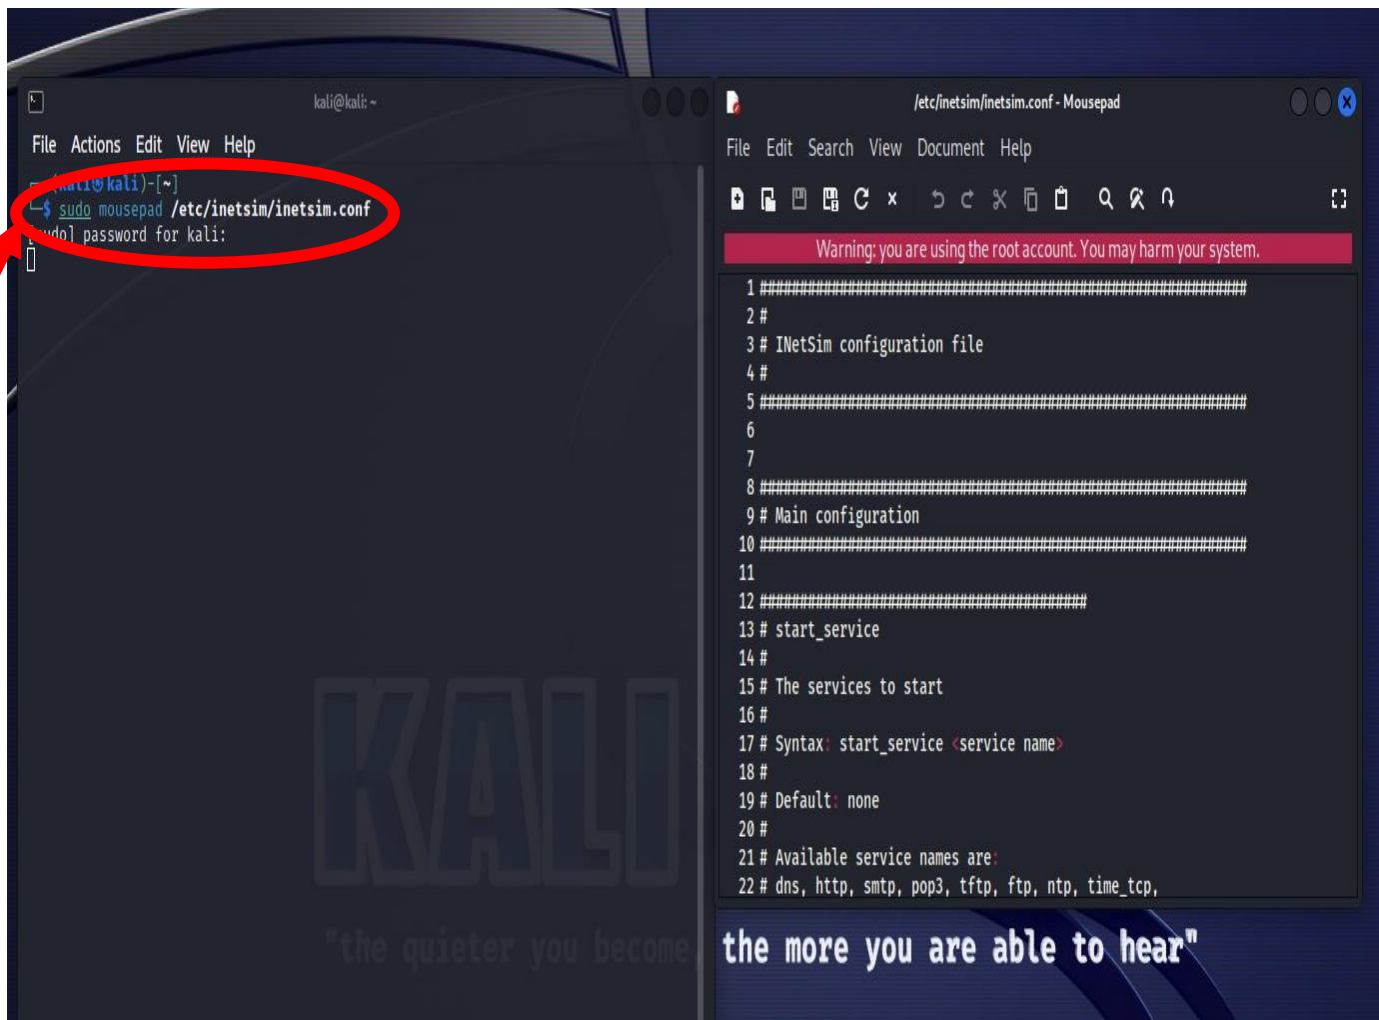 kali@kali: ~
File Actions Edit View Help
(kali㉿kali)-[~]
$ sudo mousepad /etc/inetsim/inetsim.conf
[sudo] password for kali:
/etc/inetsim/inetsim.conf - Mousepad
File Edit Search View Document Help
Warning: you are using the root account. You may harm your system.
1 #############################################################
2 #
3 # INetSim configuration file
4 #
5 #############################################################
6
7
8 #############################################################
9 # Main configuration
10 #############################################################
11
12 #########################################
13 # start_service
14 #
15 # The services to start
16 #
17 # Syntax: start_service <service name>
18 #
19 # Default: none
20 #
21 # Available service names are:
22 # dns, http, smtp, pop3, tftp, ftp, ntp, time_tcp,
KALI
"the quieter you become, the more you are able to hear"